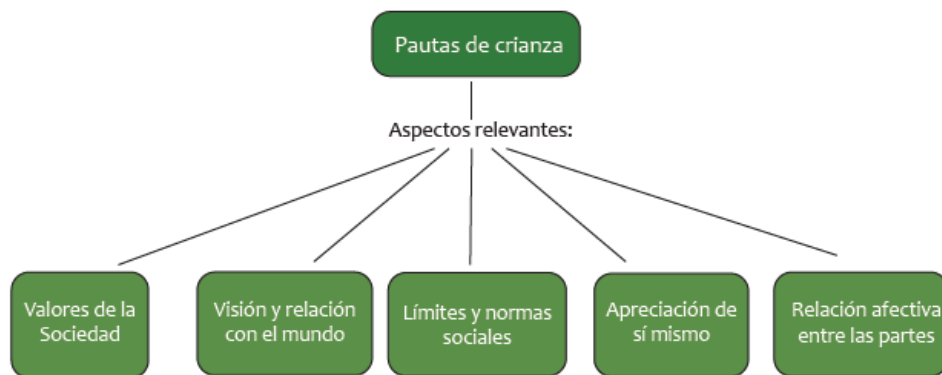 Pautas de crianza
Aspectos relevantes:
Valores de la
Sociedad
Visión y relación
con el mundo
Límites y normas
sociales
Apreciación de
sí mismo
Relación afectiva
entre las partes